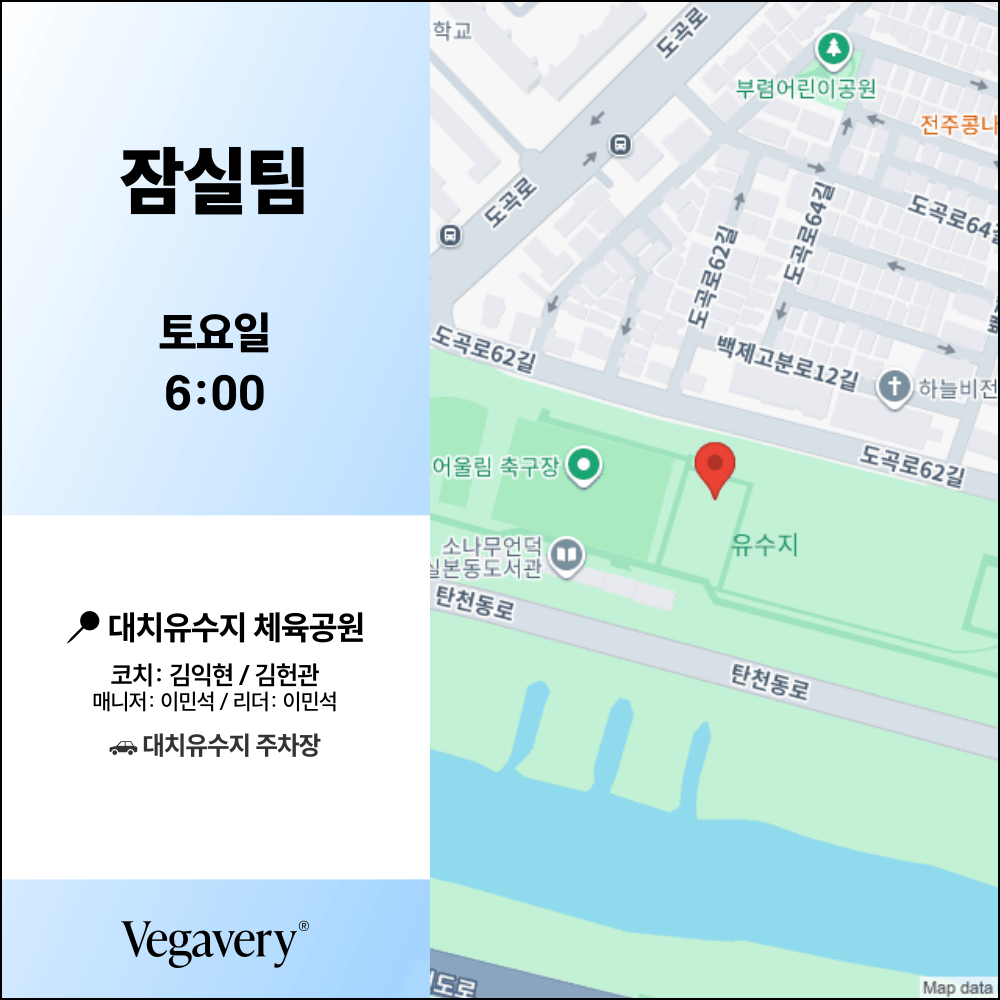 잠실팀
토요일
6:00
대치유수지 체육공원
코치: 김익현 / 김헌관
매니저: 이민석 / 리더: 이민석
대치유수지 주차장
Vegavery®
학교
도곡로
부렴어린이공원
전주콩나
도곡로
도곡로64길
도곡로64길
도곡로62길
도곡로62길
백제고분로12길
하늘비전
어울림 축구장
도곡로62길
유수지
소나무언덕
실본동도서관
탄천동로
탄천동로
Map data